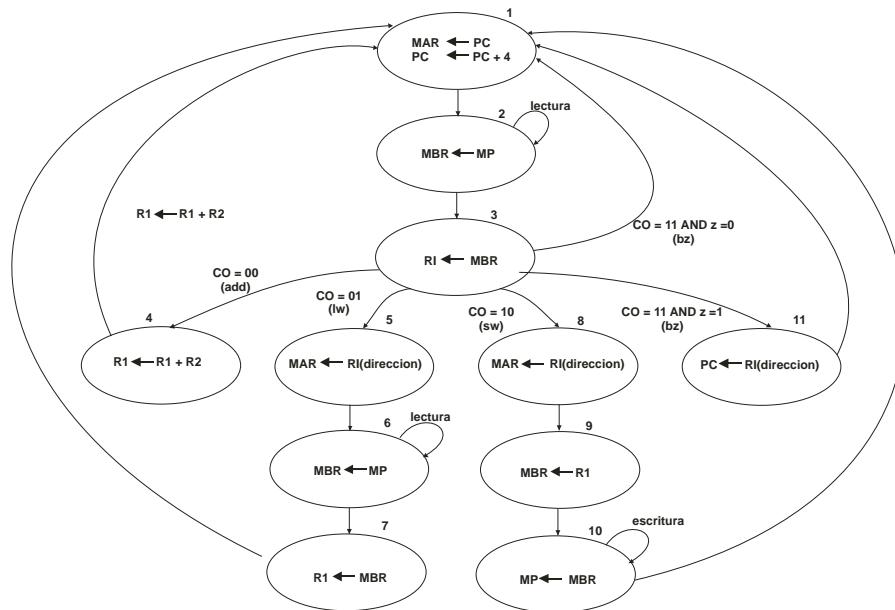 1
MAR ← PC
PC ← PC + 4
lectura
2
MBR ← MP
R1 ← R1 + R2
3
RI ← MBR
CO = 11 AND z =0
(bz)
CO = 00
(add)
CO = 01
(lw)
CO = 10
(sw)
CO = 11 AND z =1
(bz)
4
R1 ← R1 + R2
5
MAR ← RI(direccion)
8
MAR ← RI(direccion)
11
PC ← RI(direccion)
6
lectura
MBR ← MP
9
MBR ← R1
7
R1 ← MBR
10
escritura
MP ← MBR